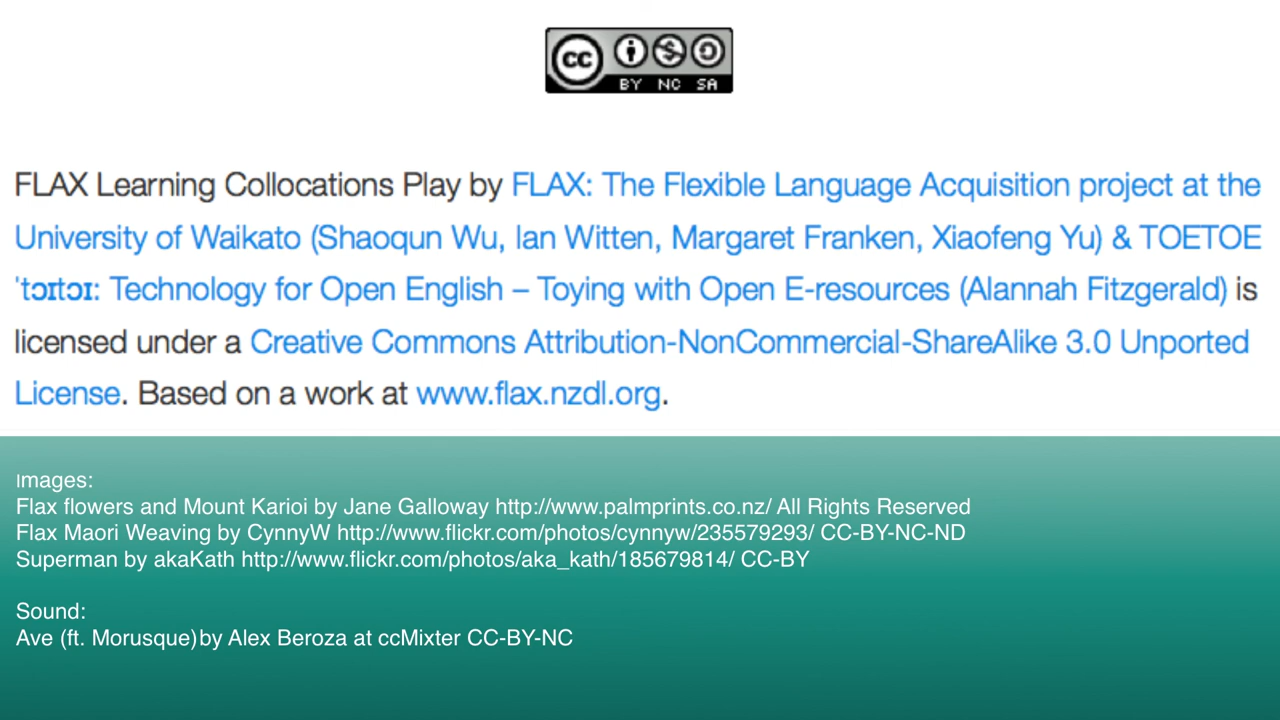 cc BY NC SA
FLAX Learning Collocations Play by FLAX: The Flexible Language Acquisition project at the
University of Waikato (Shaoqun Wu, Ian Witten, Margaret Franken, Xiaofeng Yu) & TOETOE
'tɔɪtɔɪ: Technology for Open English – Toying with Open E-resources (Alannah Fitzgerald) is
licensed under a Creative Commons Attribution-NonCommercial-ShareAlike 3.0 Unported
License. Based on a work at www.flax.nzdl.org.
Images:
Flax flowers and Mount Karioi by Jane Galloway http://www.palmprints.co.nz/ All Rights Reserved
Flax Maori Weaving by CynnyW http://www.flickr.com/photos/cynnyw/235579293/ CC-BY-NC-ND
Superman by akaKath http://www.flickr.com/photos/aka_kath/185679814/ CC-BY
Sound:
Ave (ft. Morusque)by Alex Beroza at ccMixter CC-BY-NC